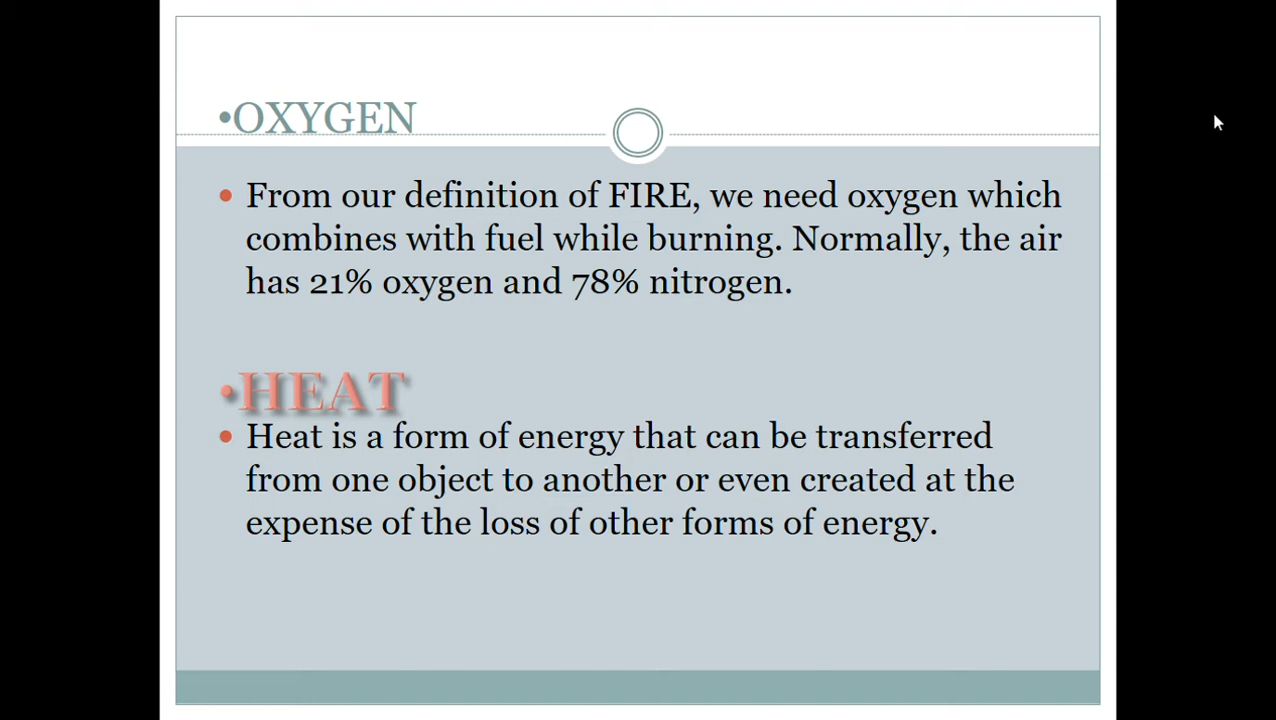 •OXYGEN
• From our definition of FIRE, we need oxygen which
combines with fuel while burning. Normally, the air
has 21% oxygen and 78% nitrogen.
•HEAT
• Heat is a form of energy that can be transferred
from one object to another or even created at the
expense of the loss of other forms of energy.